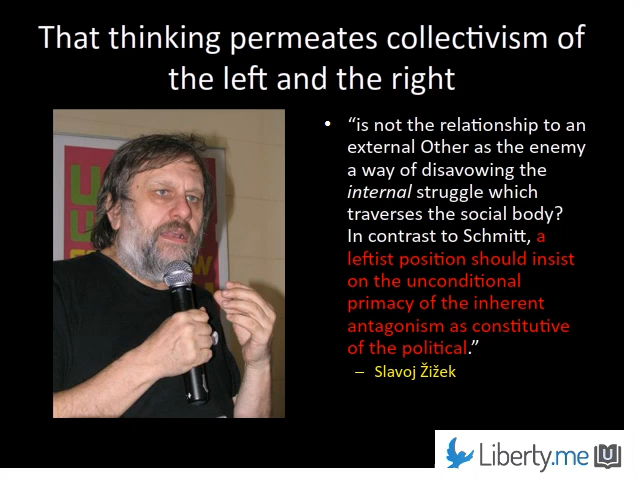 That thinking permeates collectivism of
the left and the right
• “is not the relationship to an
external Other as the enemy
a way of disavowing the
internal struggle which
traverses the social body?
In contrast to Schmitt, a
leftist position should insist
on the unconditional
primacy of the inherent
antagonism as constitutive
of the political.”
– Slavoj Žižek
Liberty.me U